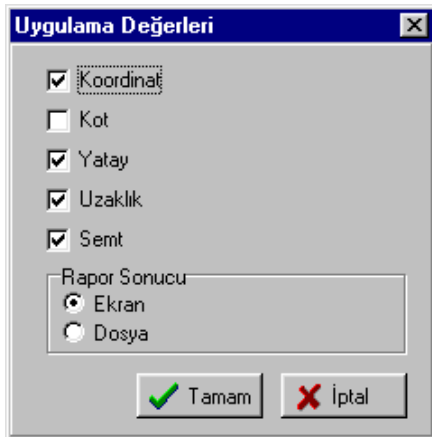 Uygulama Değerleri
Koordinat
Kot
Yatay
Uzaklık
Semt
Rapor Sonucu
Ekran
Dosya
Tamam İptal